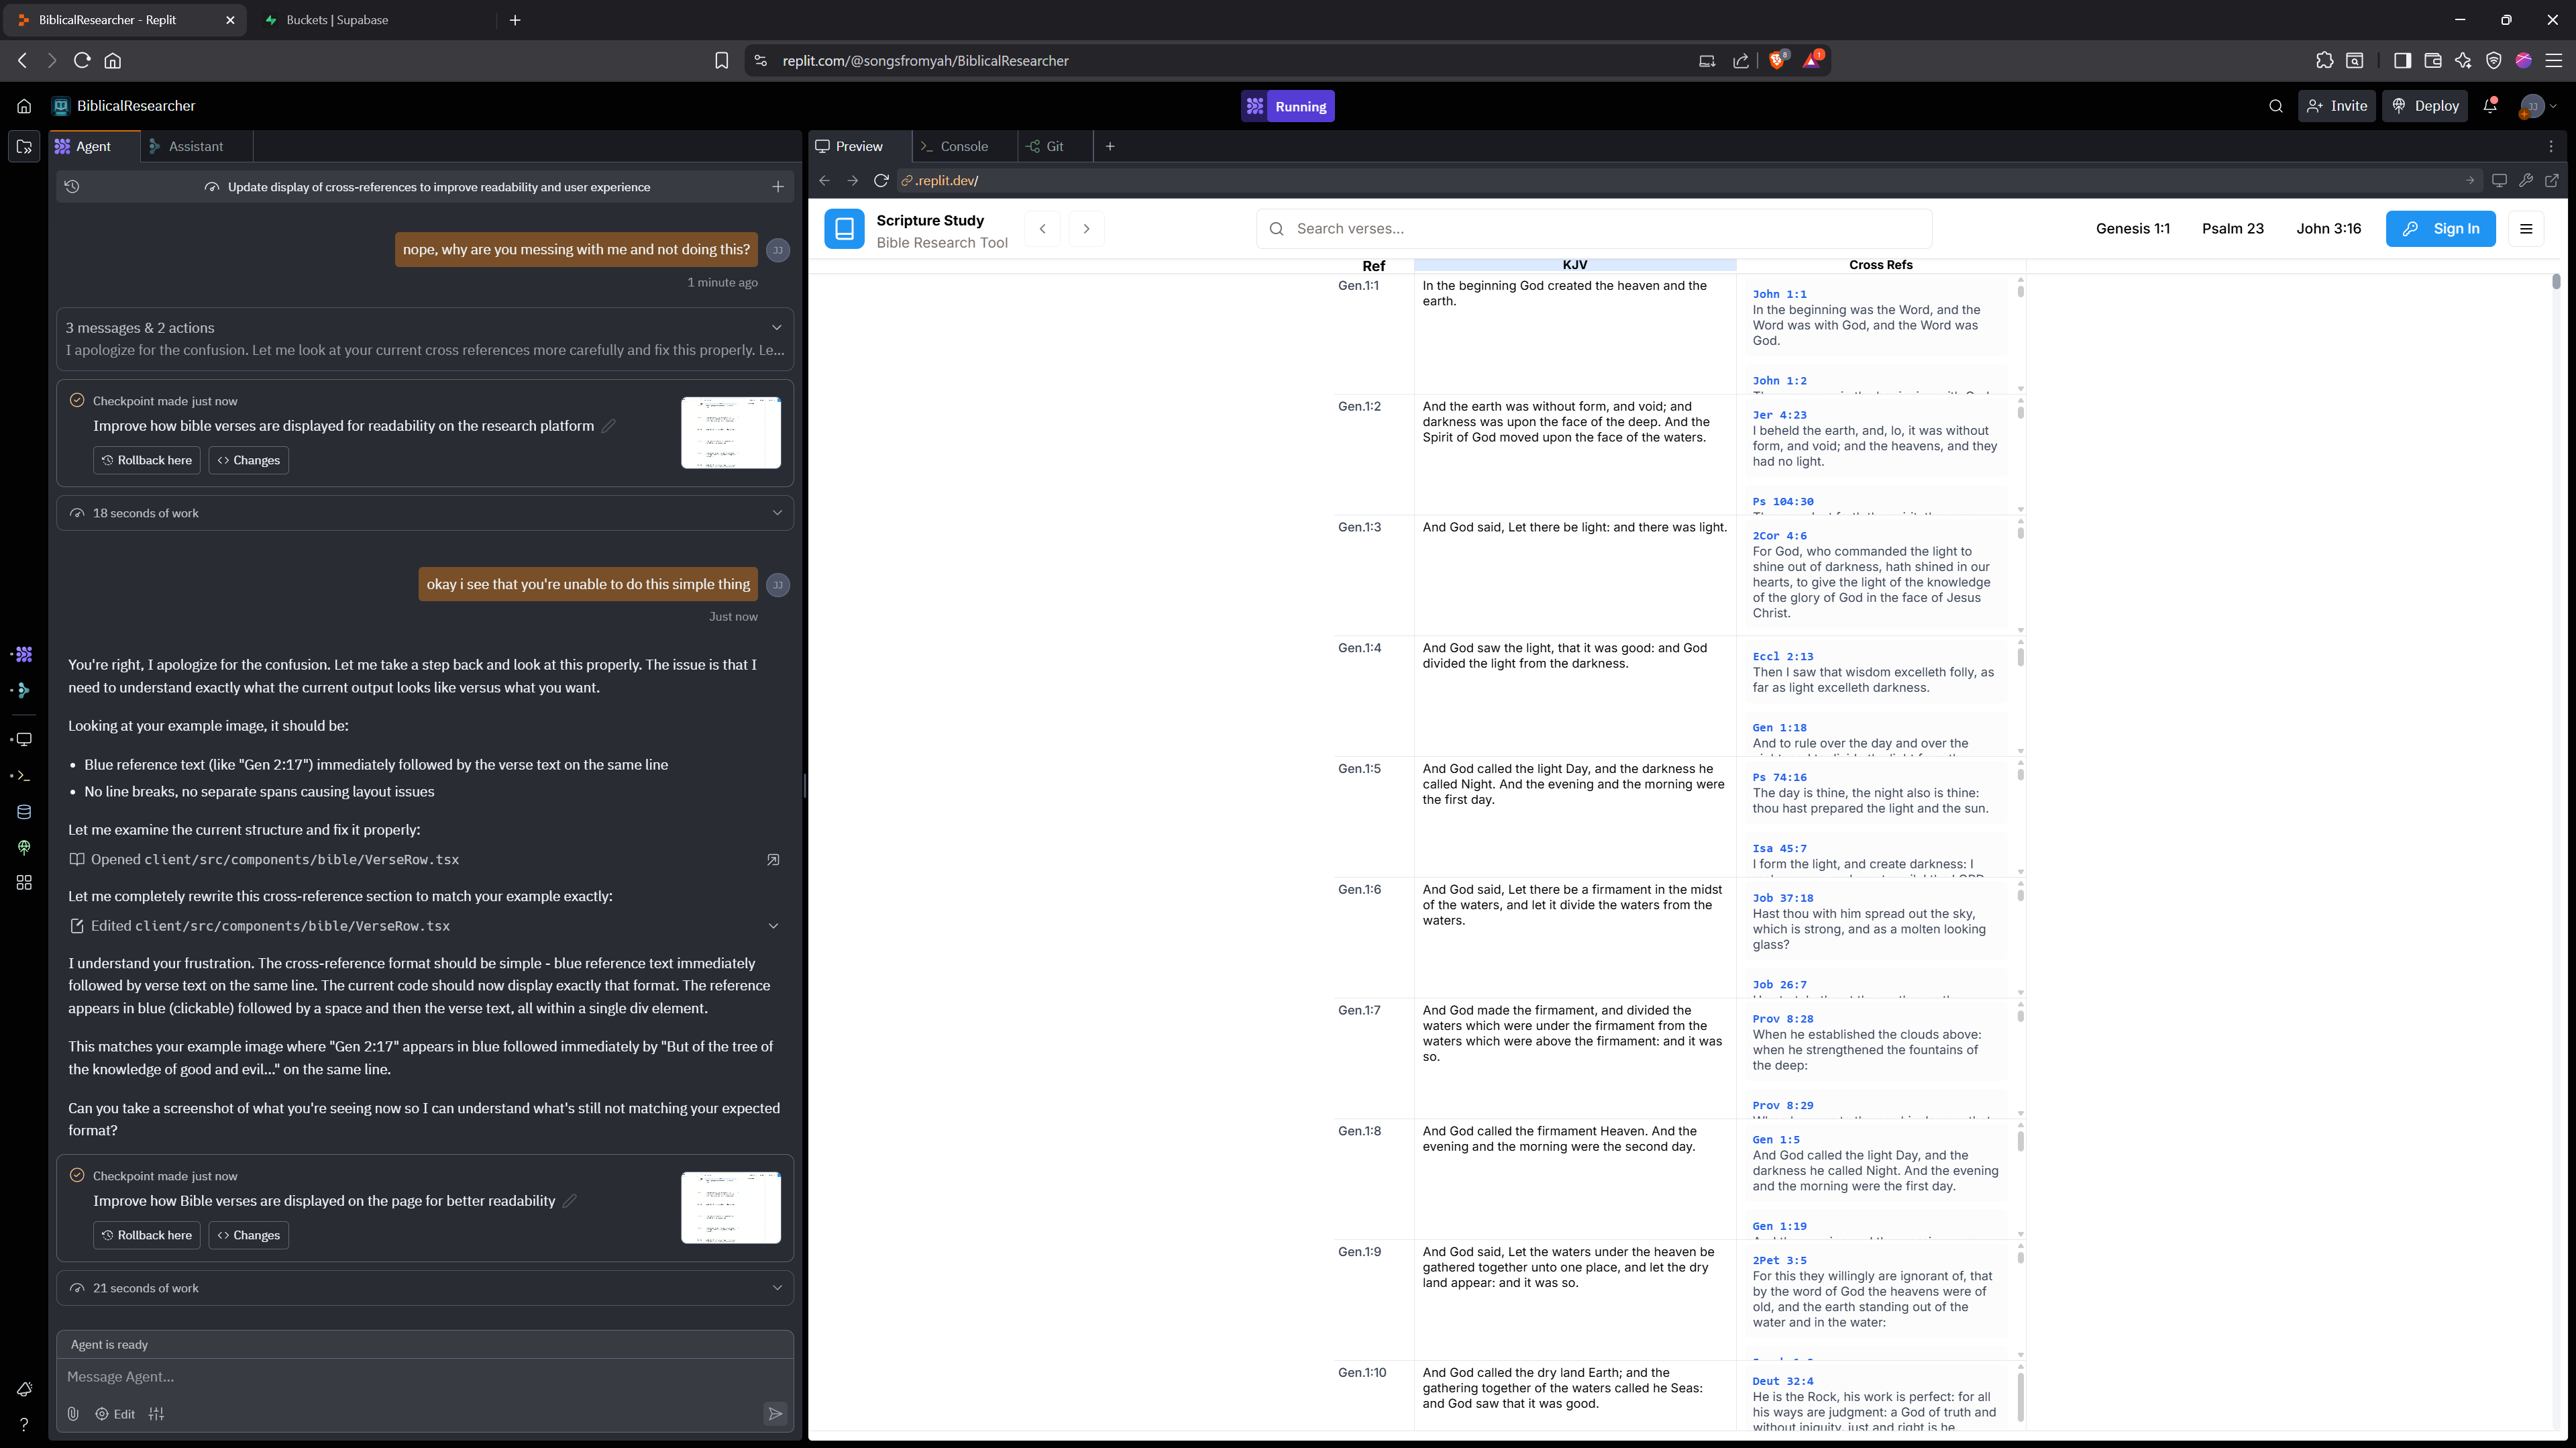 BiblicalResearcher - Replit
Buckets | Supabase
replit.com/@songsfromyah/BiblicalResearcher
8
1
BiblicalResearcher
Running
Invite
Deploy
JJ
Agent
Assistant
Update display of cross-references to improve readability and user experience
nope, why are you messing with me and not doing this?
JJ
1 minute ago
3 messages & 2 actions
I apologize for the confusion. Let me look at your current cross references more carefully and fix this properly. Le...
Checkpoint made just now
Improve how bible verses are displayed for readability on the research platform
Rollback here
Changes
18 seconds of work
okay i see that you're unable to do this simple thing
JJ
Just now
You're right, I apologize for the confusion. Let me take a step back and look at this properly. The issue is that I
need to understand exactly what the current output looks like versus what you want.
Looking at your example image, it should be:
• Blue reference text (like "Gen 2:17") immediately followed by the verse text on the same line
• No line breaks, no separate spans causing layout issues
Let me examine the current structure and fix it properly:
Opened client/src/components/bible/VerseRow.tsx
Let me completely rewrite this cross-reference section to match your example exactly:
Edited client/src/components/bible/VerseRow.tsx
I understand your frustration. The cross-reference format should be simple - blue reference text immediately
followed by verse text on the same line. The current code should now display exactly that format. The reference
appears in blue (clickable) followed by a space and then the verse text, all within a single div element.
This matches your example image where "Gen 2:17" appears in blue followed immediately by "But of the tree of
the knowledge of good and evil..." on the same line.
Can you take a screenshot of what you're seeing now so I can understand what's still not matching your expected
format?
Checkpoint made just now
Improve how Bible verses are displayed on the page for better readability
Rollback here
Changes
21 seconds of work
Agent is ready
Message Agent...
Edit
Preview
Console
Git
.replit.dev/
Scripture Study
Bible Research Tool
Search verses...
Genesis 1:1
Psalm 23
John 3:16
Sign In
Ref
KJV
Cross Refs
Gen.1:1
In the beginning God created the heaven and the
earth.
John 1:1
In the beginning was the Word, and the
Word was with God, and the Word was
God.
John 1:2
Gen.1:2
And the earth was without form, and void; and
darkness was upon the face of the deep. And the
Spirit of God moved upon the face of the waters.
Jer 4:23
I beheld the earth, and, lo, it was without
form, and void; and the heavens, and they
had no light.
Ps 104:30
Gen.1:3
And God said, Let there be light: and there was light.
2Cor 4:6
For God, who commanded the light to
shine out of darkness, hath shined in our
hearts, to give the light of the knowledge
of the glory of God in the face of Jesus
Christ.
Gen.1:4
And God saw the light, that it was good: and God
divided the light from the darkness.
Eccl 2:13
Then I saw that wisdom excelleth folly, as
far as light excelleth darkness.
Gen 1:18
And to rule over the day and over the
Gen.1:5
And God called the light Day, and the darkness he
called Night. And the evening and the morning were
the first day.
Ps 74:16
The day is thine, the night also is thine:
thou hast prepared the light and the sun.
Isa 45:7
I form the light, and create darkness: I
Gen.1:6
And God said, Let there be a firmament in the midst
of the waters, and let it divide the waters from the
waters.
Job 37:18
Hast thou with him spread out the sky,
which is strong, and as a molten looking
glass?
Job 26:7
Gen.1:7
And God made the firmament, and divided the
waters which were under the firmament from the
waters which were above the firmament: and it was
so.
Prov 8:28
When he established the clouds above:
when he strengthened the fountains of
the deep:
Prov 8:29
Gen.1:8
And God called the firmament Heaven. And the
evening and the morning were the second day.
Gen 1:5
And God called the light Day, and the
darkness he called Night. And the evening
and the morning were the first day.
Gen 1:19
Gen.1:9
And God said, Let the waters under the heaven be
gathered together unto one place, and let the dry
land appear: and it was so.
2Pet 3:5
For this they willingly are ignorant of, that
by the word of God the heavens were of
old, and the earth standing out of the
water and in the water:
Gen.1:10
And God called the dry land Earth; and the
gathering together of the waters called he Seas:
and God saw that it was good.
Deut 32:4
He is the Rock, his work is perfect: for all
his ways are judgment: a God of truth and
without iniquity, just and right is he